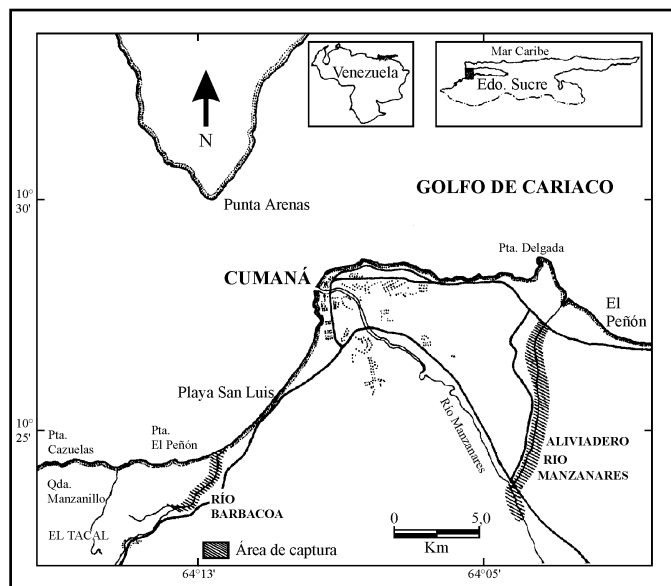 Mar Caribe
Venezuela
Edo. Sucre
N
10°
30'
Punta Arenas
GOLFO DE CARIACO
Pta. Delgada
CUMANÁ
El
Peñón
Playa San Luis
10°
25'
Pta.
Cazuelas
Pta.
El Peñón
Río Manzanares
ALIVIADERO
RIO
MANZANARES
Qda.
Manzanillo
RÍO
BARBACOA
EL TACAL
0 5,0
Km
Área de captura
64°13 64°05